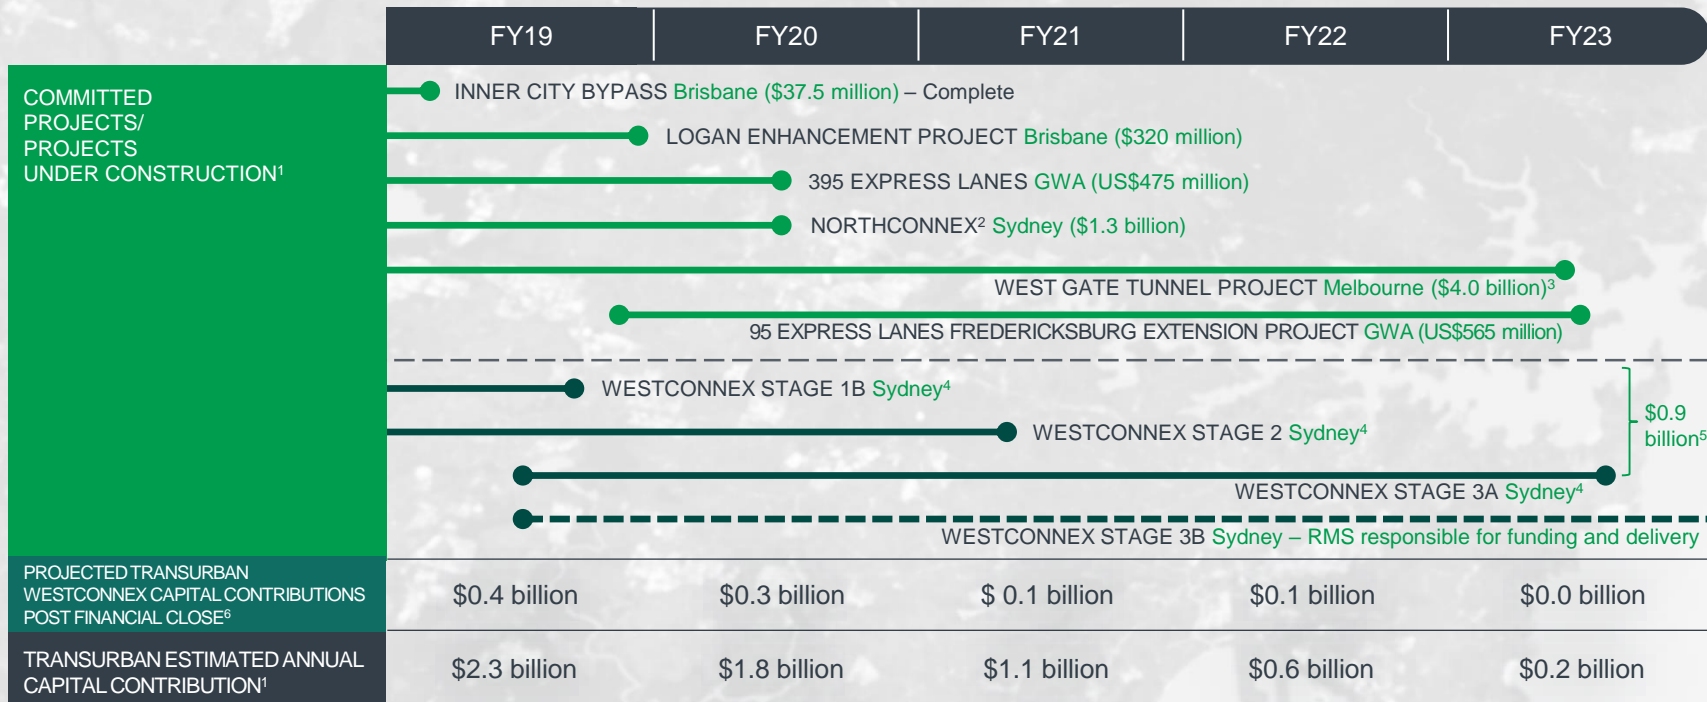 FY19 FY20 FY21 FY22 FY23
COMMITTED
PROJECTS/
PROJECTS
UNDER CONSTRUCTION¹
INNER CITY BYPASS Brisbane ($37.5 million) – Complete
LOGAN ENHANCEMENT PROJECT Brisbane ($320 million)
395 EXPRESS LANES GWA (US$475 million)
NORTHCONNEX² Sydney ($1.3 billion)
WEST GATE TUNNEL PROJECT Melbourne ($4.0 billion)³
95 EXPRESS LANES FREDERICKSBURG EXTENSION PROJECT GWA (US$565 million)
WESTCONNEX STAGE 1B Sydney⁴
WESTCONNEX STAGE 2 Sydney⁴
$0.9
billion⁵
WESTCONNEX STAGE 3A Sydney⁴
WESTCONNEX STAGE 3B Sydney – RMS responsible for funding and delivery
PROJECTED TRANSURBAN
WESTCONNEX CAPITAL CONTRIBUTIONS
POST FINANCIAL CLOSE⁶
$0.4 billion $0.3 billion $ 0.1 billion $0.1 billion $0.0 billion
TRANSURBAN ESTIMATED ANNUAL
CAPITAL CONTRIBUTION¹
$2.3 billion $1.8 billion $1.1 billion $0.6 billion $0.2 billion